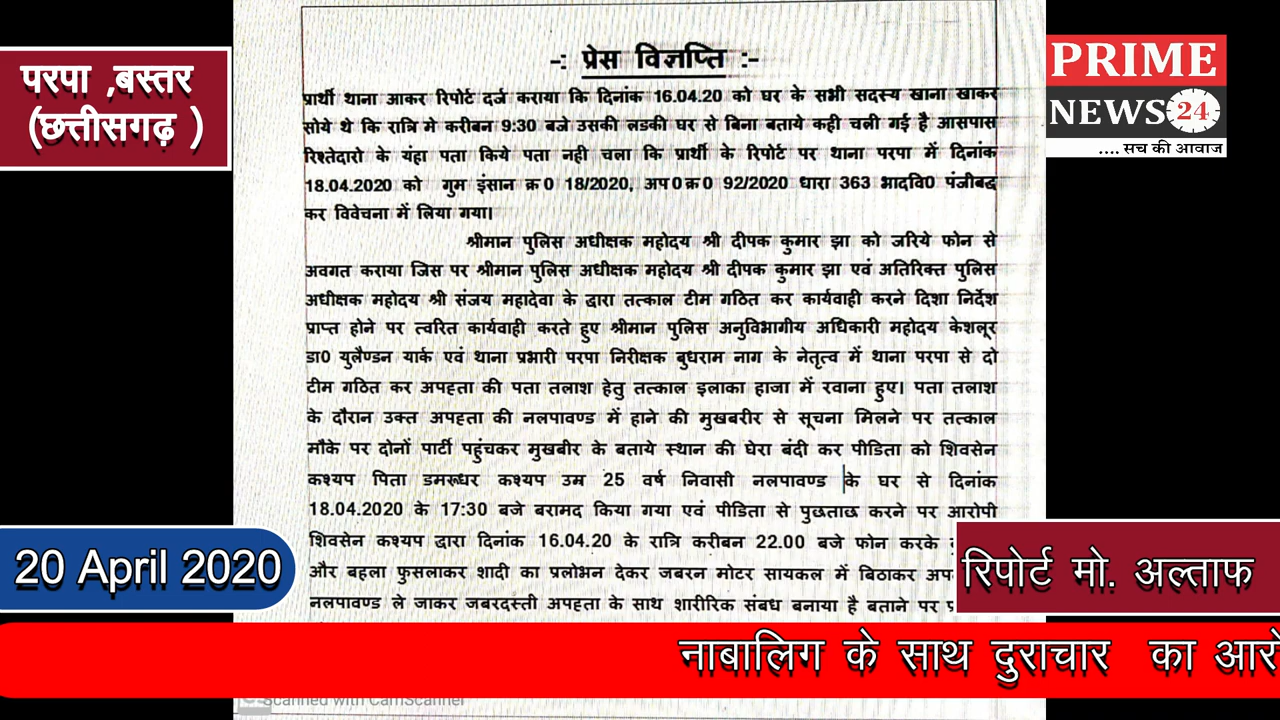 -: प्रेस विज्ञप्ति :-
प्रार्थी थाना आकर रिपोर्ट दर्ज कराया कि दिनांक 16.04.20 को घर के सभी सदस्य खाना खाकर
सोये थे कि रात्रि मे करीबन 9:30 बजे उसकी लडकी घर से बिना बताये कही चली गई है आसपास
रिश्तेदारो के यंहा पता किये पता नही चला कि प्रार्थी के रिपोर्ट पर थाना परपा में दिनांक
18.04.2020 को गुम इंसान क्र0 18/2020, अप0क्र0 92/2020 धारा 363 भादवि0 पंजीबद्ध
कर विवेचना में लिया गया।
श्रीमान पुलिस अधीक्षक महोदय श्री दीपक कुमार झा को जरिये फोन से
अवगत कराया जिस पर श्रीमान पुलिस अधीक्षक महोदय श्री दीपक कुमार झा एवं अतिरिक्त पुलिस
अधीक्षक महोदय श्री संजय महादेवा के द्वारा तत्काल टीम गठित कर कार्यवाही करने दिशा निर्देश
प्राप्त होने पर त्वरित कार्यवाही करते हुए श्रीमान पुलिस अनुविभागीय अधिकारी महोदय केशलूर
डा0 युलैण्डन यार्क एवं थाना प्रभारी परपा निरीक्षक बुधराम नाग के नेतृत्व में थाना परपा से दो
टीम गठित कर अपहृता की पता तलाश हेतु तत्काल इलाका हाजा में रवाना हुए। पता तलाश
के दौरान उक्त अपहृता की नलपावण्ड में हाने की मुखबरीर से सूचना मिलने पर तत्काल
मौके पर दोनों पार्टी पहुंचकर मुखबीर के बताये स्थान की घेरा बंदी कर पीडिता को शिवसेन
कश्यप पिता डमरूधर कश्यप उम्र 25 वर्ष निवासी नलपावण्ड के घर से दिनांक
18.04.2020 के 17:30 बजे बरामद किया गया एवं पीडिता से पुछताछ करने पर आरोपी
शिवसेन कश्यप द्वारा दिनांक 16.04.20 के रात्रि करीबन 22.00 बजे फोन करके
और बहला फुसलाकर शादी का प्रलोभन देकर जबरन मोटर सायकल में बिठाकर
नलपावण्ड ले जाकर जबरदस्ती अपहृता के साथ शारीरिक संबध बनाया है बताने पर
परपा ,बस्तर
(छत्तीसगढ़ )
PRIME
NEWS 24
.... सच की आवाज
20 April 2020
रिपोर्ट मो. अल्ताफ
नाबालिग के साथ दुराचार का
Scanned with CamScanner